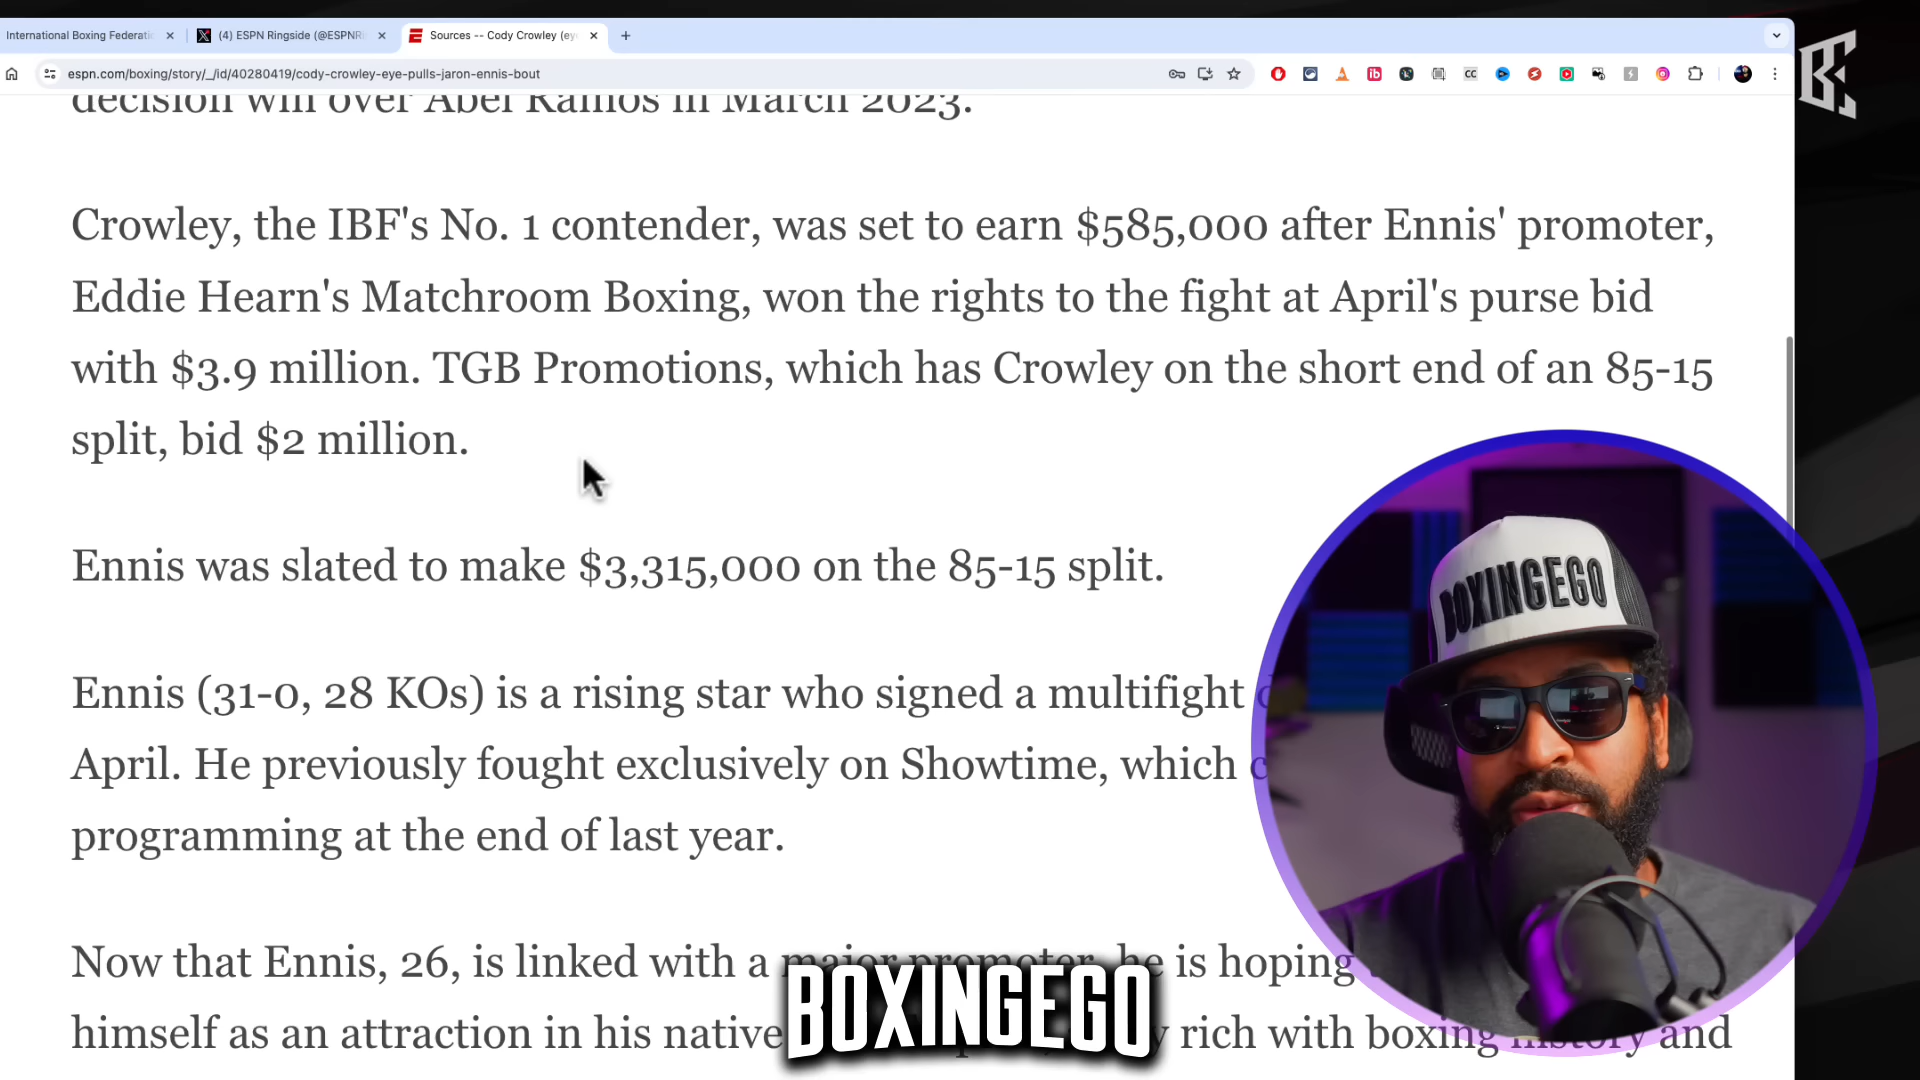 International Boxing Federati
(4) ESPN Ringside (@ESPNRi
Sources -- Cody Crowley (ey
espn.com/boxing/story/_/id/40280419/cody-crowley-eye-pulls-jaron-ennis-bout
decision win over Abel Ramos in March 2023.
Crowley, the IBF's No. 1 contender, was set to earn $585,000 after Ennis' promoter,
Eddie Hearn's Matchroom Boxing, won the rights to the fight at April's purse bid
with $3.9 million. TGB Promotions, which has Crowley on the short end of an 85-15
split, bid $2 million.
Ennis was slated to make $3,315,000 on the 85-15 split.
Ennis (31-0, 28 KOs) is a rising star who signed a multifight
April. He previously fought exclusively on Showtime, which
programming at the end of last year.
Now that Ennis, 26, is linked with a major promoter, he is hoping
himself as an attraction in his native rich with boxing history and
BOXINGEGO
BOXINGEGO
CC
ib
BE